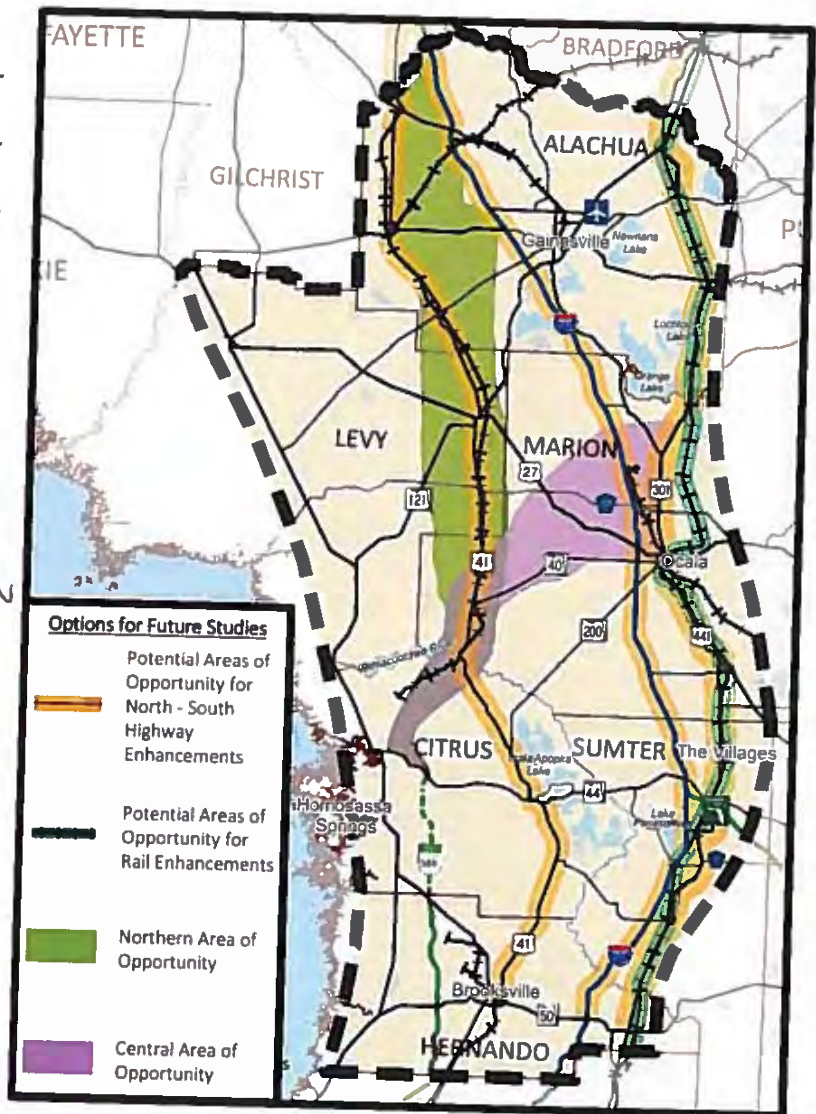 FAYETTE
BRADFORD
ALACHUA
GILCHRIST
Gainesville
Newnans
Lake
XIE
Lochloosa
Lake
Orange
Lake
LEVY
MARION
27
301
121
41
40
Ocala
200
441
CITRUS
SUMTER
The Villages
Lake
44
Homosassa
Springs
Lake
41
Brooksville
50
HERNANDO
Options for Future Studies
Potential Areas of
Opportunity for
North - South
Highway
Enhancements
Potential Areas of
Opportunity for
Rail Enhancements
Northern Area of
Opportunity
Central Area of
Opportunity